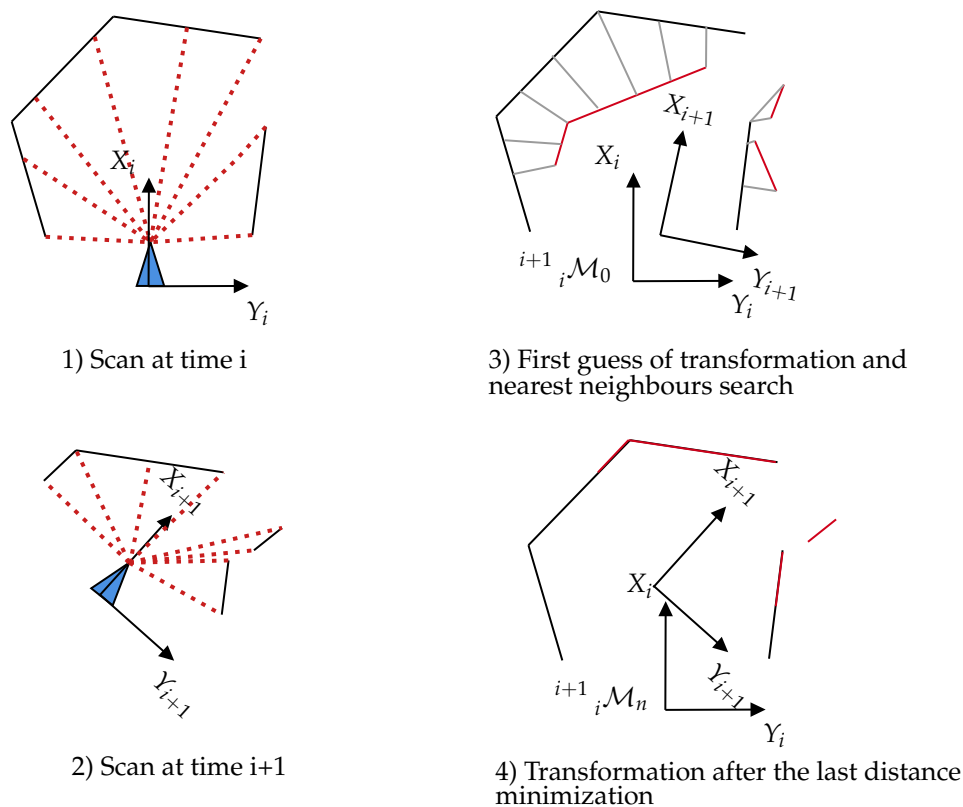 X_i
Y_i
1) Scan at time i
X_{i+1}
X_i
^{i+1}_i M_0
Y_{i+1}
Y_i
3) First guess of transformation and
nearest neighbours search
X_{i+1}
Y_{i+1}
2) Scan at time i+1
X_{i+1}
X_i
^{i+1}_i M_n
Y_{i+1}
Y_i
4) Transformation after the last distance
minimization